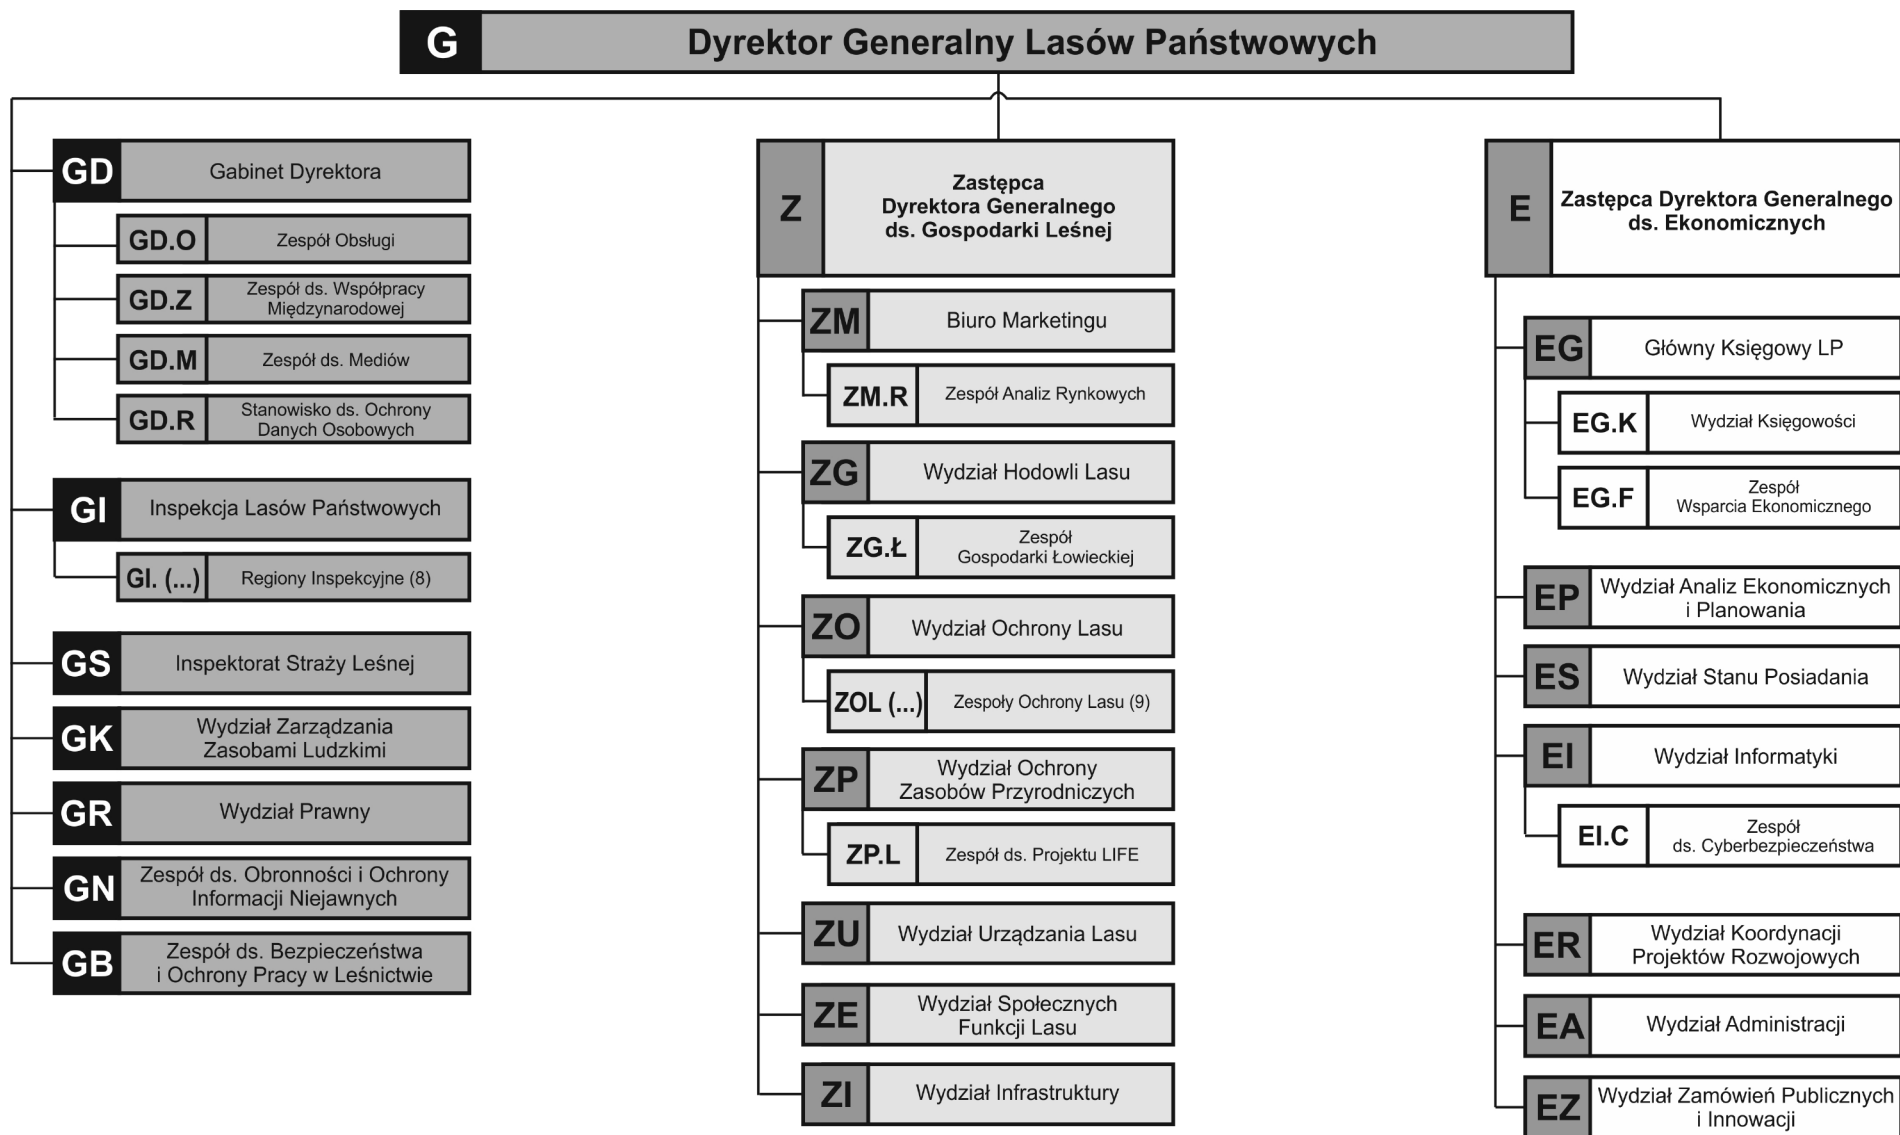 G
Dyrektor Generalny Lasów Państwowych
GD
Gabinet Dyrektora
GD.O
Zespół Obsługi
GD.Z
Zespół ds. Współpracy
Międzynarodowej
GD.M
Zespół ds. Mediów
GD.R
Stanowisko ds. Ochrony
Danych Osobowych
GI
Inspekcja Lasów Państwowych
GI. (...)
Regiony Inspekcyjne (8)
GS
Inspektorat Straży Leśnej
GK
Wydział Zarządzania
Zasobami Ludzkimi
GR
Wydział Prawny
GN
Zespół ds. Obronności i Ochrony
Informacji Niejawnych
GB
Zespół ds. Bezpieczeństwa
i Ochrony Pracy w Leśnictwie
Z
Zastępca
Dyrektora Generalnego
ds. Gospodarki Leśnej
ZM
Biuro Marketingu
ZM.R
Zespół Analiz Rynkowych
ZG
Wydział Hodowli Lasu
ZG.Ł
Zespół
Gospodarki Łowieckiej
ZO
Wydział Ochrony Lasu
ZOL (...)
Zespoły Ochrony Lasu (9)
ZP
Wydział Ochrony
Zasobów Przyrodniczych
ZP.L
Zespół ds. Projektu LIFE
ZU
Wydział Urządzania Lasu
ZE
Wydział Społecznych
Funkcji Lasu
ZI
Wydział Infrastruktury
E
Zastępca Dyrektora Generalnego
ds. Ekonomicznych
EG
Główny Księgowy LP
EG.K
Wydział Księgowości
EG.F
Zespół
Wsparcia Ekonomicznego
EP
Wydział Analiz Ekonomicznych
i Planowania
ES
Wydział Stanu Posiadania
EI
Wydział Informatyki
EI.C
Zespół
ds. Cyberbezpieczeństwa
ER
Wydział Koordynacji
Projektów Rozwojowych
EA
Wydział Administracji
EZ
Wydział Zamówień Publicznych
i Innowacji